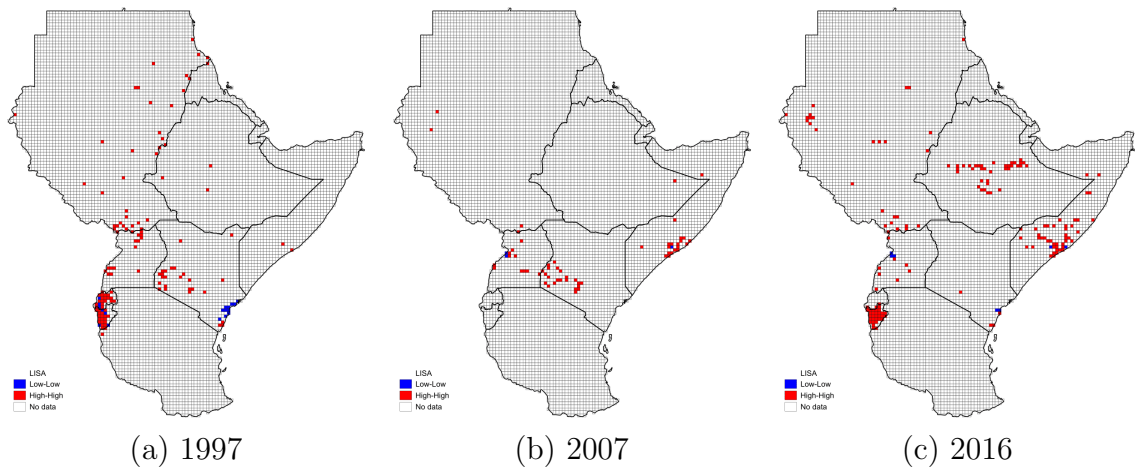 LISA
Low-Low
High-High
No data
(a) 1997
LISA
Low-Low
High-High
No data
(b) 2007
LISA
Low-Low
High-High
No data
(c) 2016